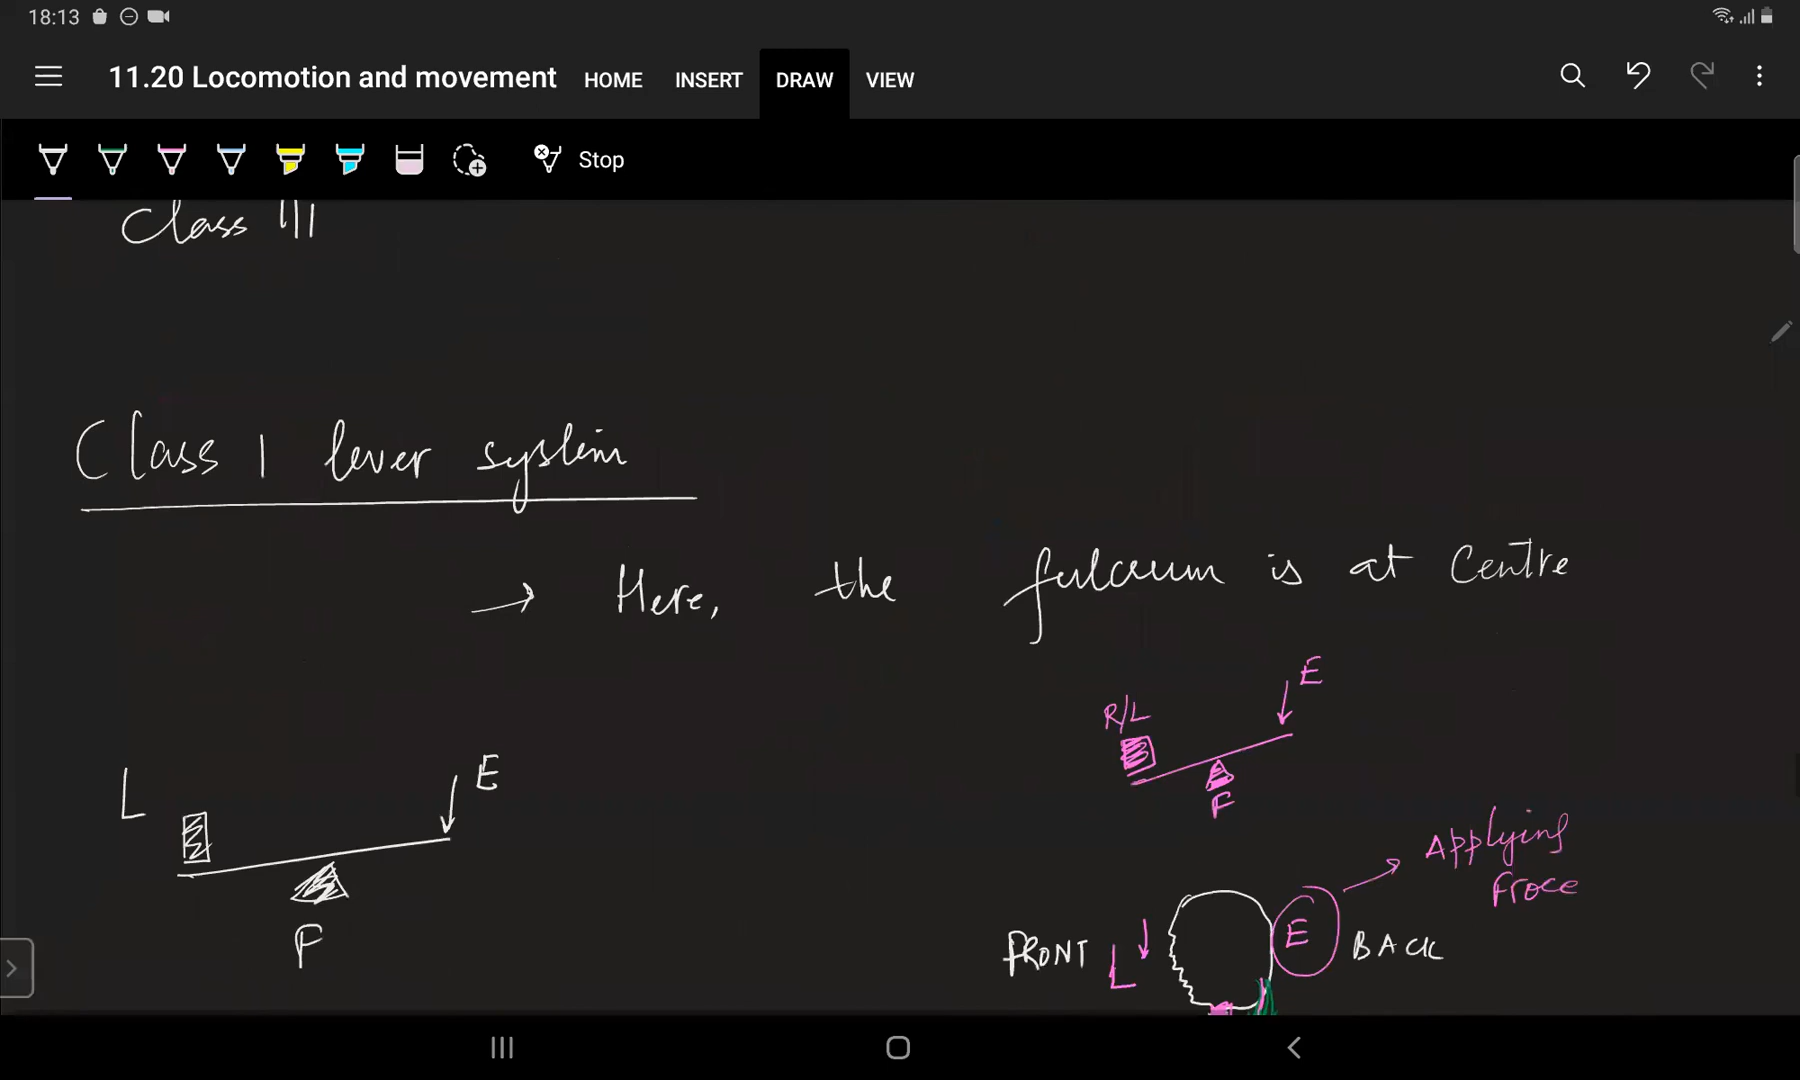 18:13
11.20 Locomotion and movement HOME INSERT DRAW VIEW
Stop
Class III
Class I lever system
→ Here, the fulcrum is at Centre
E
R/L
F
L E
F
Applying
Froce
FRONT L E BACK